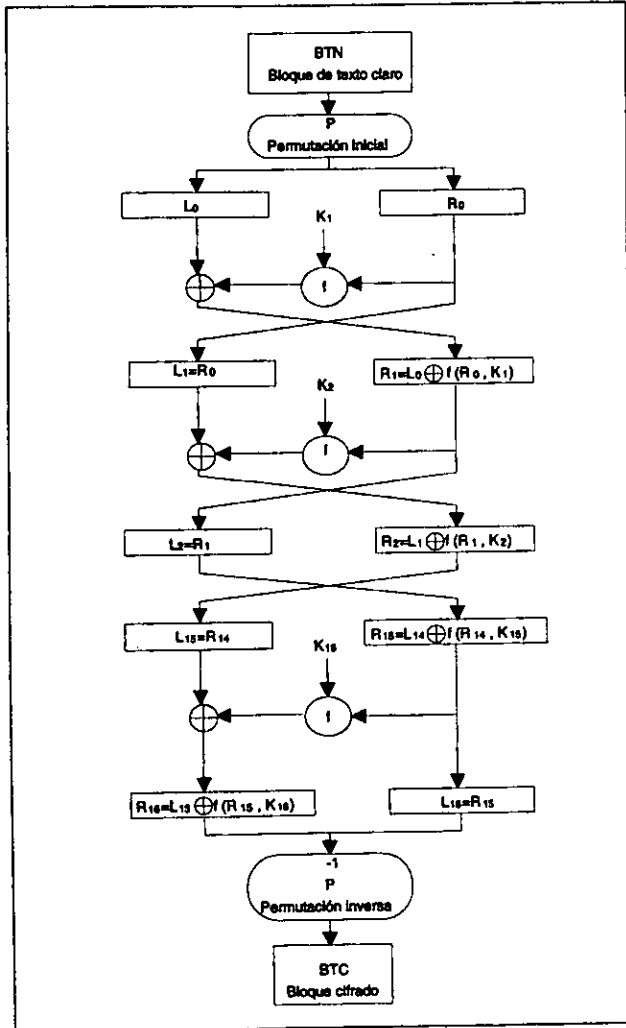 BTN
Bloque de texto claro
P
Permutación inicial
L0
R0
K1
f
L1=R0
R1=L0⊕f(R0,K1)
K2
f
L2=R1
R2=L1⊕f(R1,K2)
L15=R14
R15=L14⊕f(R14,K15)
K16
f
R16=L15⊕f(R15,K16)
L16=R15
-1
P
Permutación inversa
BTC
Bloque cifrado